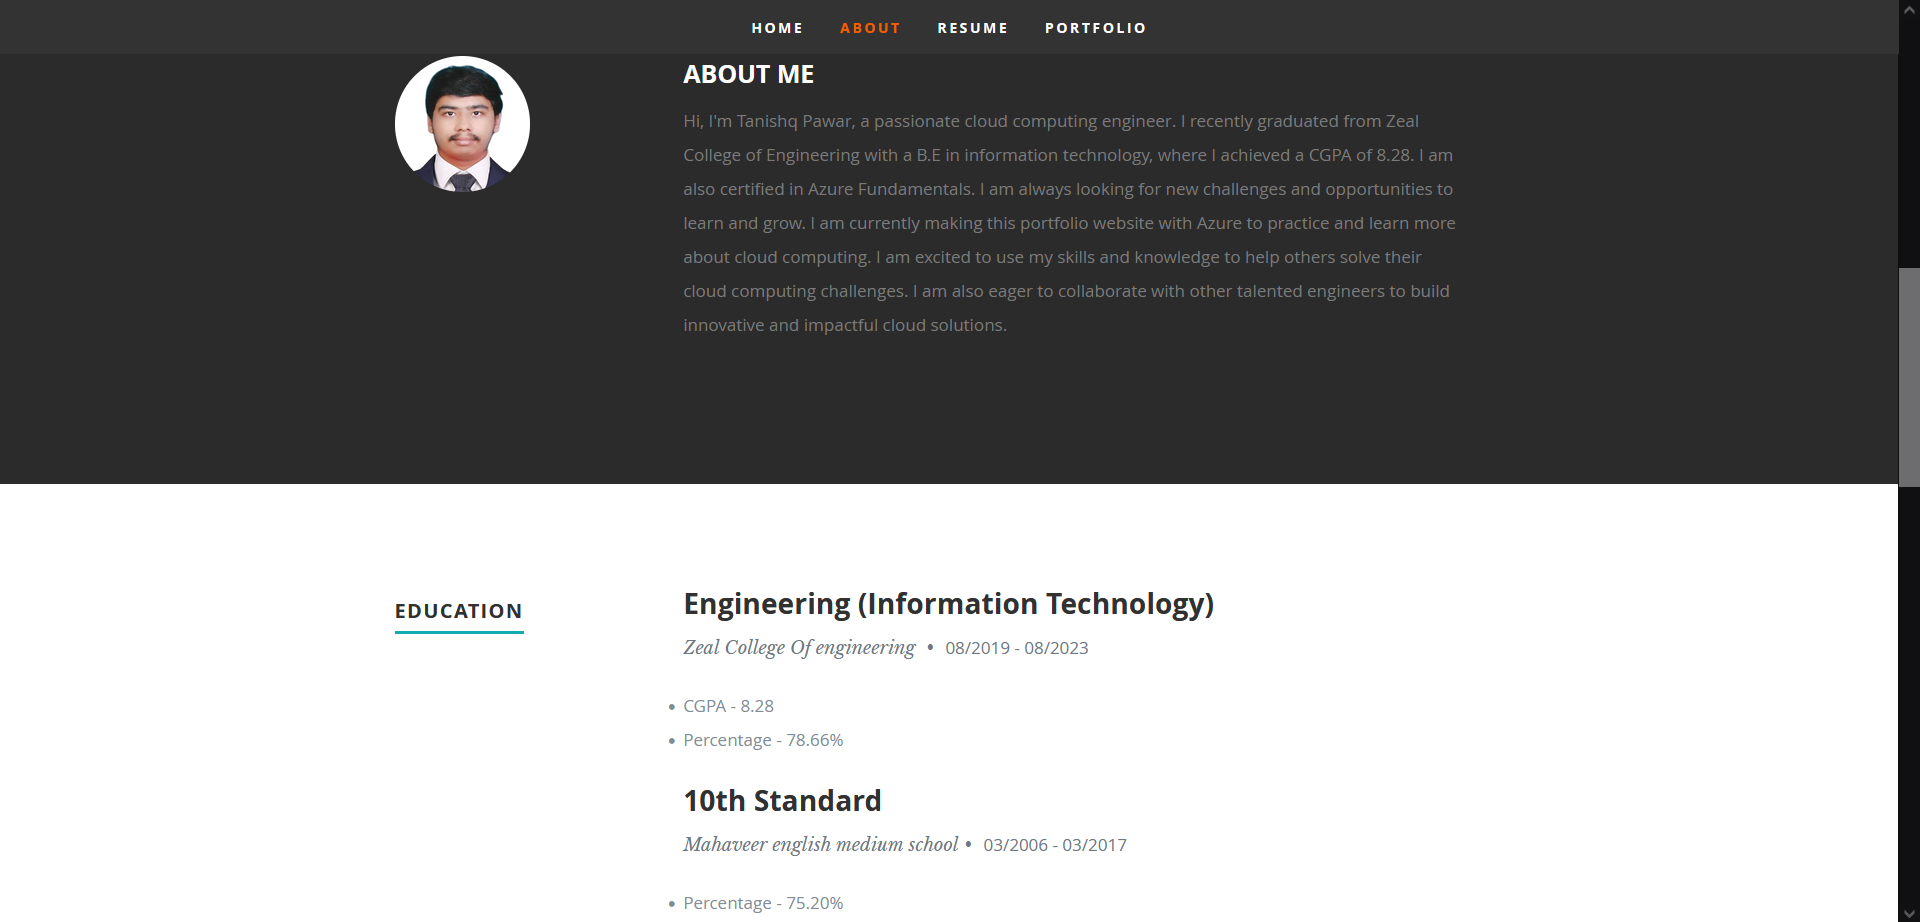 HOME ABOUT RESUME PORTFOLIO
ABOUT ME
Hi, I'm Tanishq Pawar, a passionate cloud computing engineer. I recently graduated from Zeal
College of Engineering with a B.E in information technology, where I achieved a CGPA of 8.28. I am
also certified in Azure Fundamentals. I am always looking for new challenges and opportunities to
learn and grow. I am currently making this portfolio website with Azure to practice and learn more
about cloud computing. I am excited to use my skills and knowledge to help others solve their
cloud computing challenges. I am also eager to collaborate with other talented engineers to build
innovative and impactful cloud solutions.
EDUCATION
Engineering (Information Technology)
Zeal College Of engineering • 08/2019 - 08/2023
• CGPA - 8.28
• Percentage - 78.66%
10th Standard
Mahaveer english medium school • 03/2006 - 03/2017
• Percentage - 75.20%